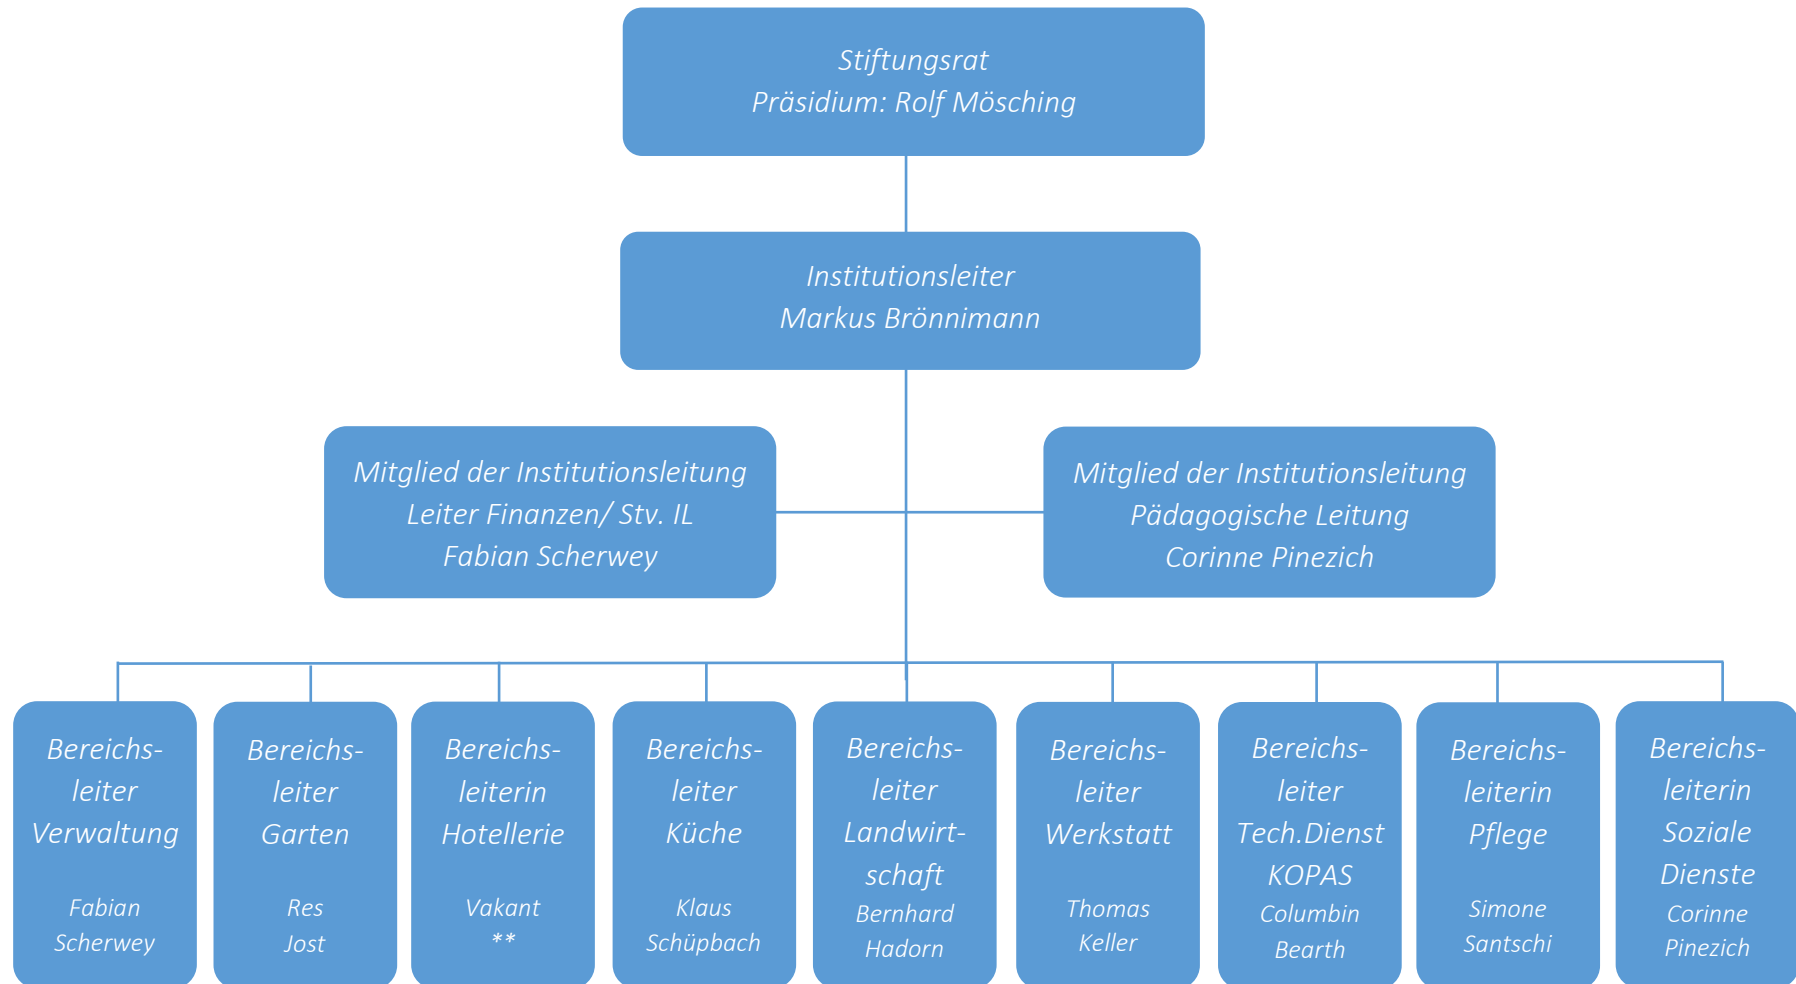 Stiftungsrat
Präsidium: Rolf Mösching
Institutionsleiter
Markus Brönnimann
Mitglied der Institutionsleitung
Leiter Finanzen/ Stv. IL
Fabian Scherwey
Mitglied der Institutionsleitung
Pädagogische Leitung
Corinne Pinezich
Bereichs-
leiter
Verwaltung
Fabian
Scherwey
Bereichs-
leiter
Garten
Res
Jost
Bereichs-
leiterin
Hotellerie
Vakant
**
Bereichs-
leiter
Küche
Klaus
Schüpbach
Bereichs-
leiter
Landwirt-
schaft
Bernhard
Hadorn
Bereichs-
leiter
Werkstatt
Thomas
Keller
Bereichs-
leiter
Tech.Dienst
KOPAS
Columbin
Bearth
Bereichs-
leiterin
Pflege
Simone
Santschi
Bereichs-
leiterin
Soziale
Dienste
Corinne
Pinezich